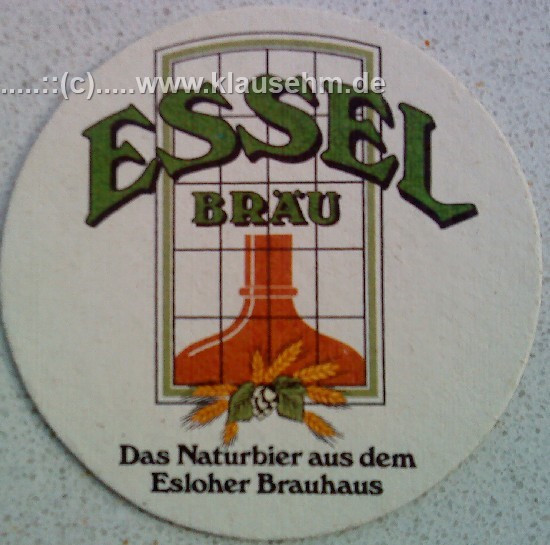 ......::(c).....www.klausehm.de
ESSEL
BRÄU
Das Naturbier aus dem
Esloher Brauhaus